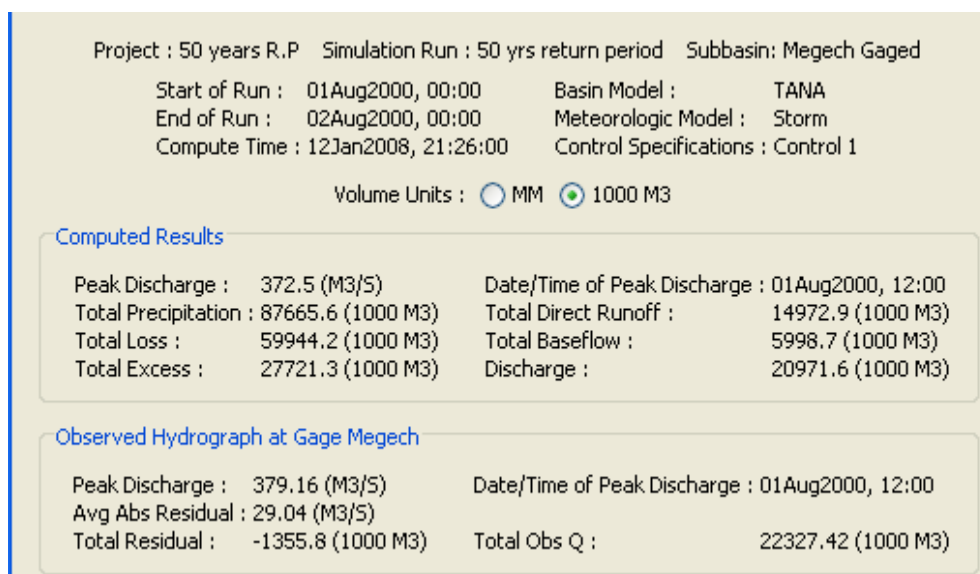 Project : 50 years R.P Simulation Run : 50 yrs return period Subbasin: Megech Gaged
Start of Run : 01Aug2000, 00:00 Basin Model : TANA
End of Run : 02Aug2000, 00:00 Meteorologic Model : Storm
Compute Time : 12Jan2008, 21:26:00 Control Specifications : Control 1
Volume Units : MM 1000 M3
Computed Results
Peak Discharge : 372.5 (M3/S) Date/Time of Peak Discharge : 01Aug2000, 12:00
Total Precipitation : 87665.6 (1000 M3) Total Direct Runoff : 14972.9 (1000 M3)
Total Loss : 59944.2 (1000 M3) Total Baseflow : 5998.7 (1000 M3)
Total Excess : 27721.3 (1000 M3) Discharge : 20971.6 (1000 M3)
Observed Hydrograph at Gage Megech
Peak Discharge : 379.16 (M3/S) Date/Time of Peak Discharge : 01Aug2000, 12:00
Avg Abs Residual : 29.04 (M3/S)
Total Residual : -1355.8 (1000 M3) Total Obs Q : 22327.42 (1000 M3)